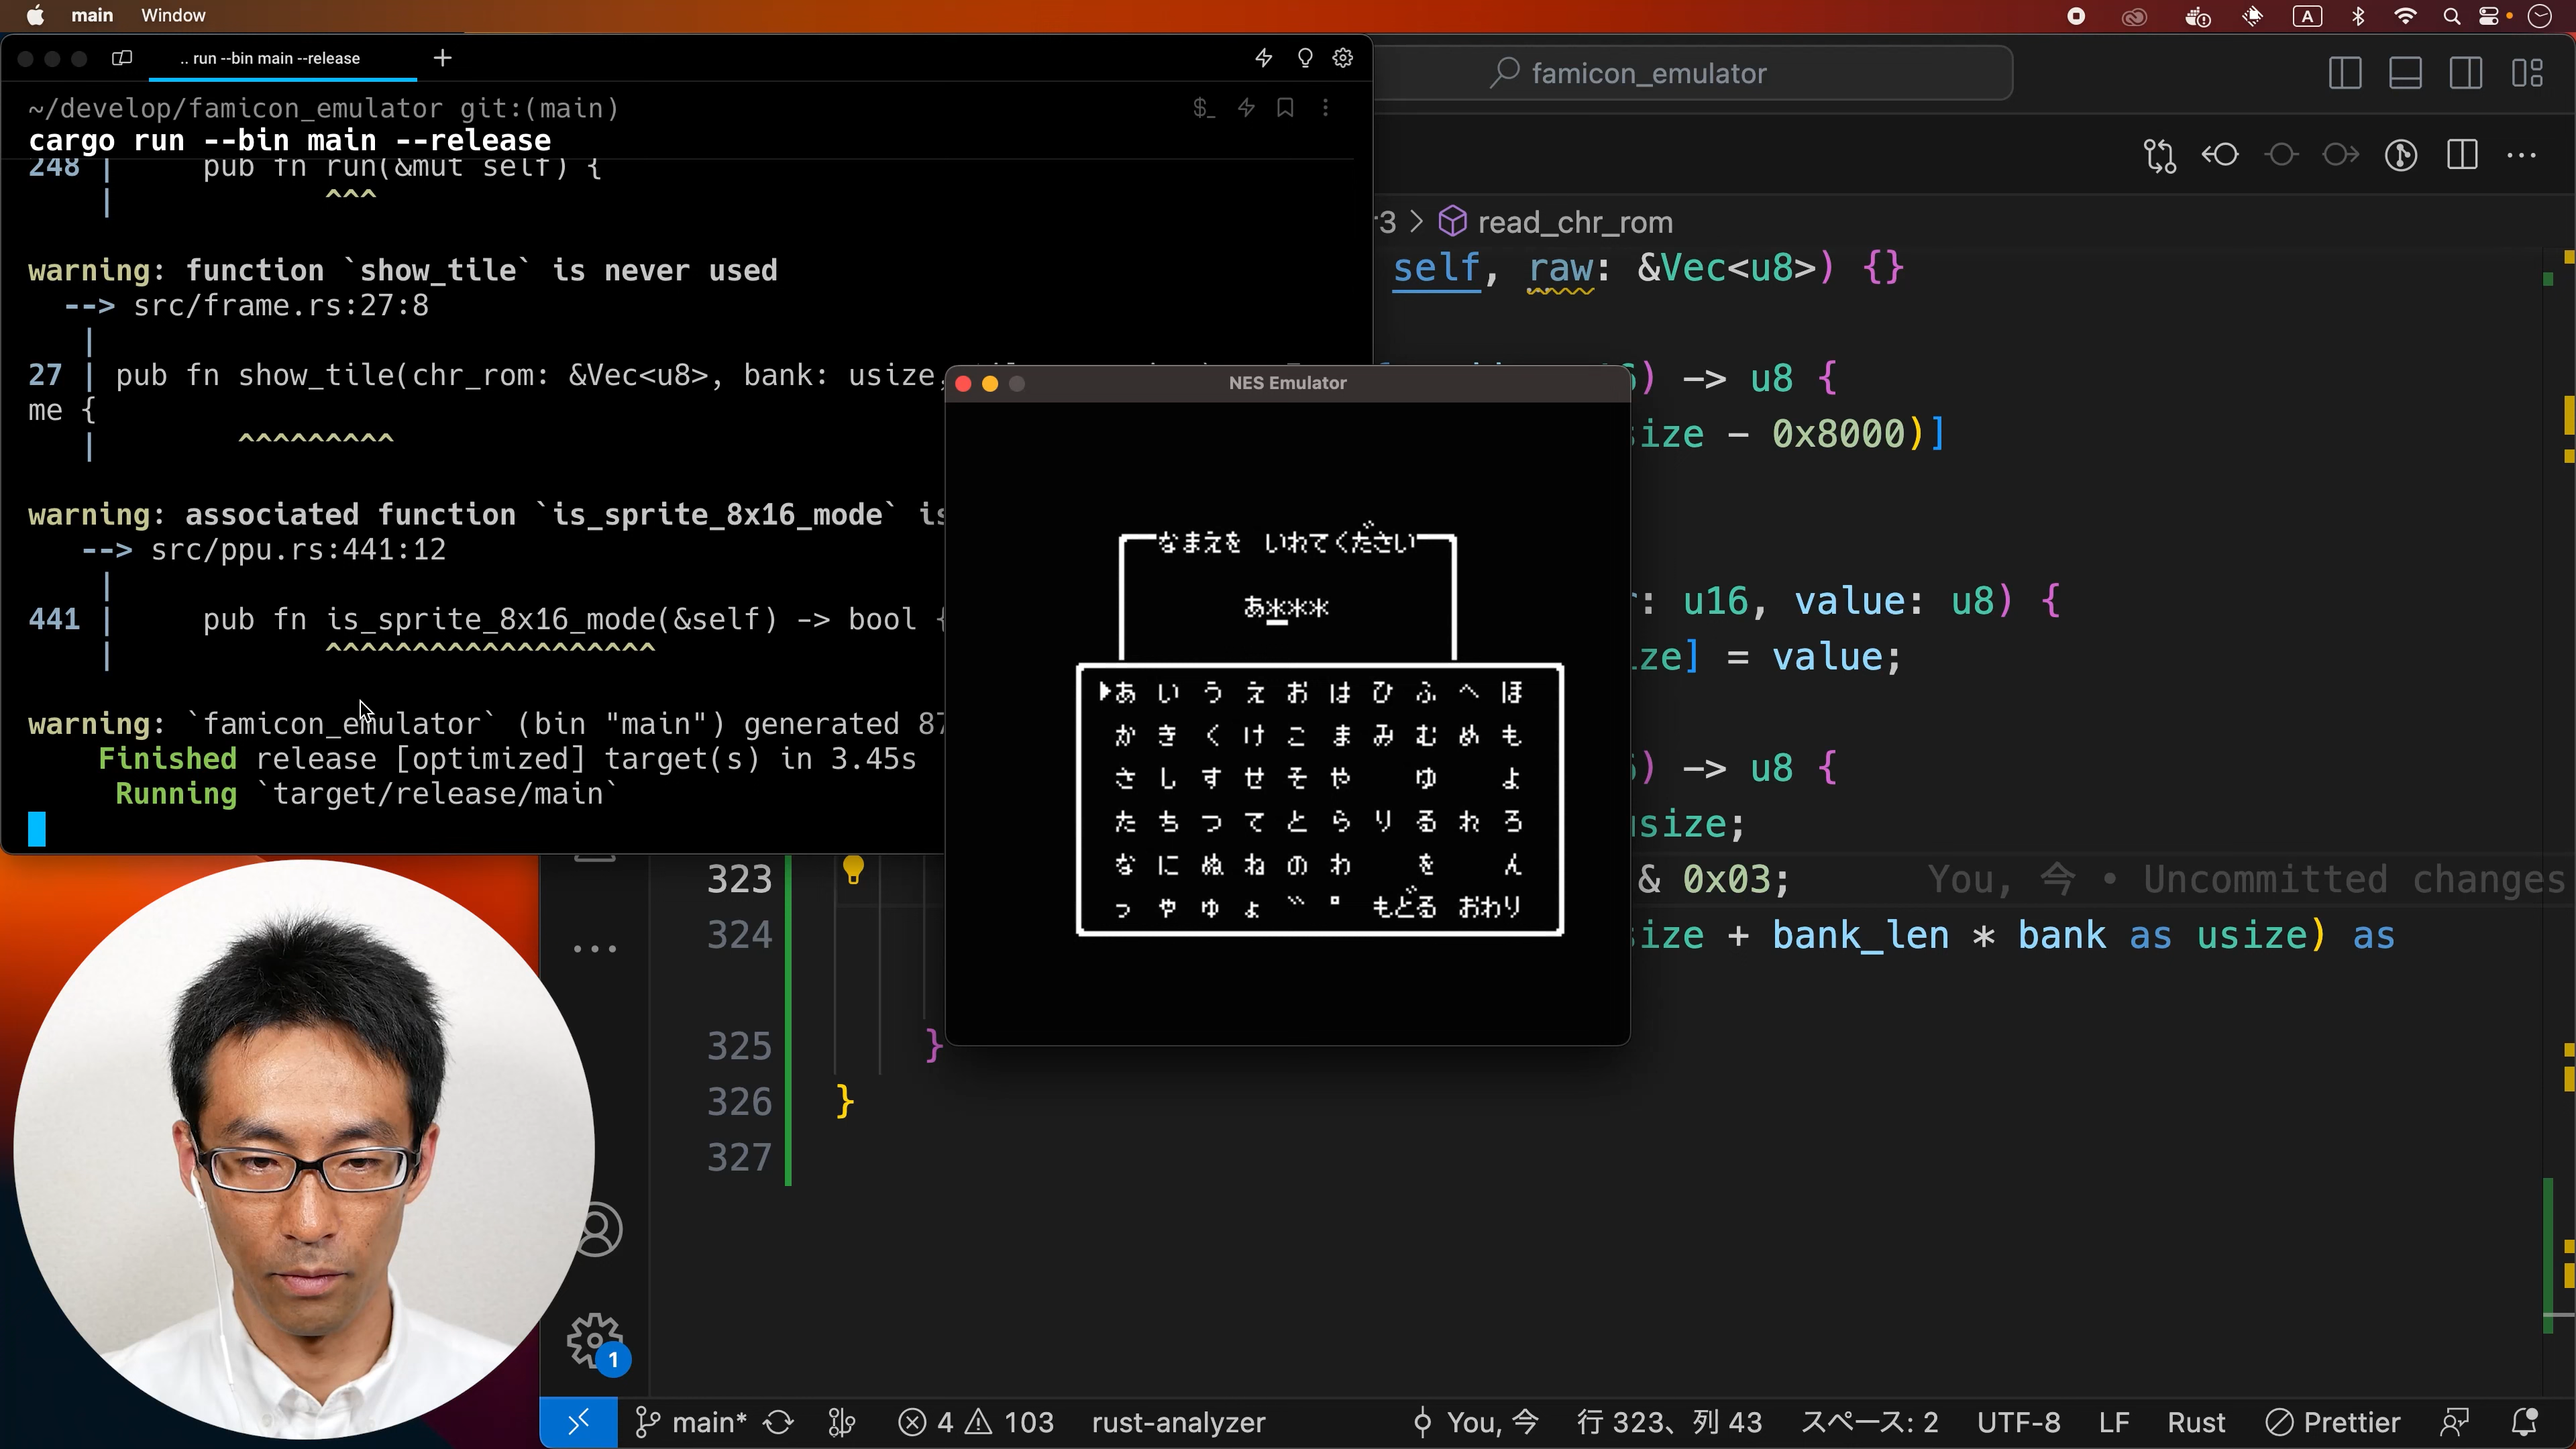 main Window
A
.. run --bin main --release
~/develop/famicon_emulator git:(main)
cargo run --bin main --release
248 | pub fn run(&mut self) {
| ^^^
warning: function `show_tile` is never used
--> src/frame.rs:27:8
|
27 | pub fn show_tile(chr_rom: &Vec<u8>, bank: usize,
me {
| ^^^^^^^^^
warning: associated function `is_sprite_8x16_mode` is
--> src/ppu.rs:441:12
|
441 | pub fn is_sprite_8x16_mode(&self) -> bool {
| ^^^^^^^^^^^^^^^^^^^
warning: `famicon_emulator` (bin "main") generated 87
Finished release [optimized] target(s) in 3.45s
Running `target/release/main`
famicon_emulator
r3 > read_chr_rom
self, raw: &Vec<u8>) {}
) -> u8 {
size - 0x8000)]
: u16, value: u8) {
ize] = value;
) -> u8 {
usize;
323 & 0x03; You, 今 • Uncommitted changes
324 size + bank_len * bank as usize) as
325 }
326 }
327
NES Emulator
なまえを いれてください
あ***
▶あ い う え お は ひ ふ へ ほ
か き く け こ ま み む め も
さ し す せ そ や ゆ よ
た ち つ て と ら り る れ ろ
な に ぬ ね の わ を ん
っ ゃ ゅ ょ ゛ ゜ もどる おわり
1
main* 4 103 rust-analyzer You, 今 行 323、列 43 スペース: 2 UTF-8 LF Rust Prettier